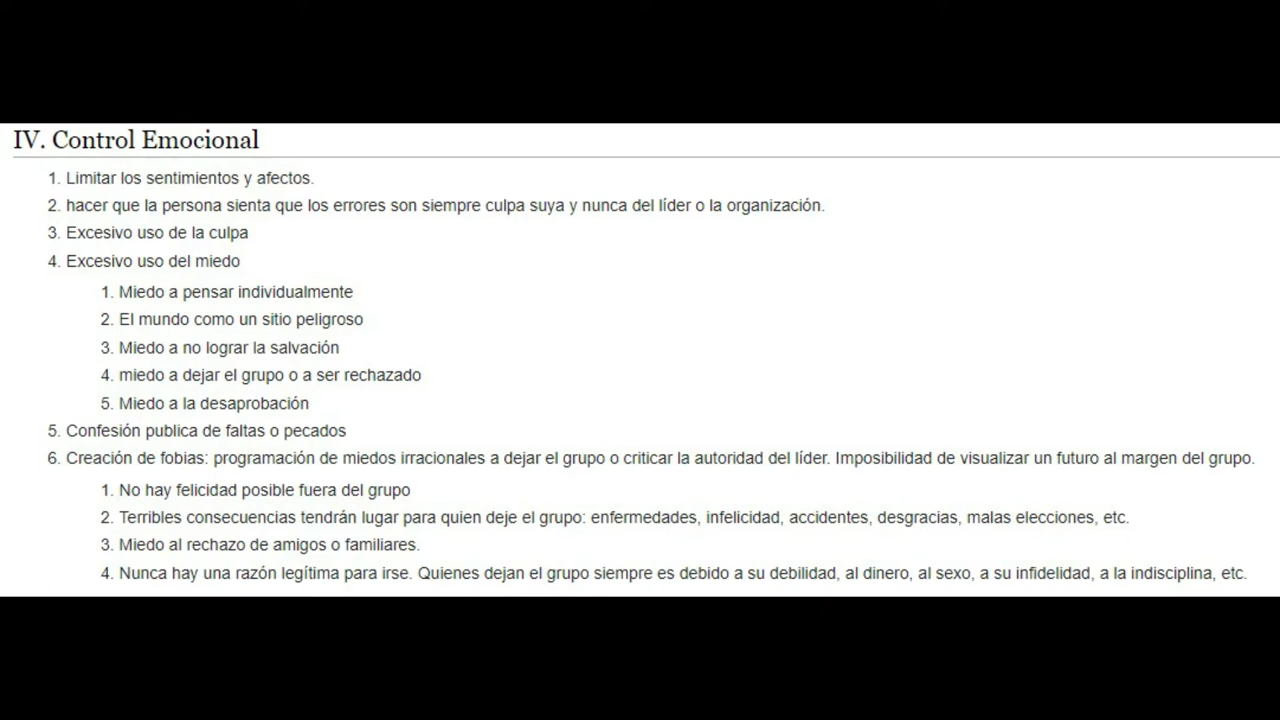 IV. Control Emocional
1. Limitar los sentimientos y afectos.
2. hacer que la persona sienta que los errores son siempre culpa suya y nunca del líder o la organización.
3. Excesivo uso de la culpa
4. Excesivo uso del miedo
1. Miedo a pensar individualmente
2. El mundo como un sitio peligroso
3. Miedo a no lograr la salvación
4. miedo a dejar el grupo o a ser rechazado
5. Miedo a la desaprobación
5. Confesión publica de faltas o pecados
6. Creación de fobias: programación de miedos irracionales a dejar el grupo o criticar la autoridad del líder. Imposibilidad de visualizar un futuro al margen del grupo.
1. No hay felicidad posible fuera del grupo
2. Terribles consecuencias tendrán lugar para quien deje el grupo: enfermedades, infelicidad, accidentes, desgracias, malas elecciones, etc.
3. Miedo al rechazo de amigos o familiares.
4. Nunca hay una razón legítima para irse. Quienes dejan el grupo siempre es debido a su debilidad, al dinero, al sexo, a su infidelidad, a la indisciplina, etc.